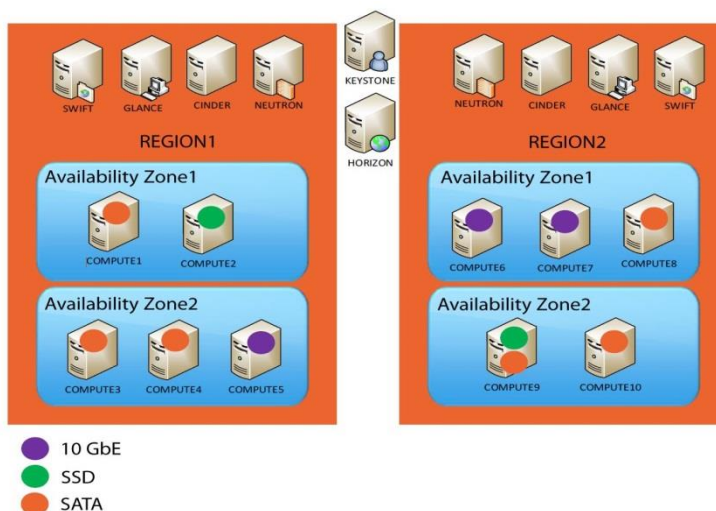 SWIFT
GLANCE
CINDER
NEUTRON
REGION1
Availability Zone1
COMPUTE1
COMPUTE2
Availability Zone2
COMPUTE3
COMPUTE4
COMPUTE5
KEYSTONE
HORIZON
NEUTRON
CINDER
GLANCE
SWIFT
REGION2
Availability Zone1
COMPUTE6
COMPUTE7
COMPUTE8
Availability Zone2
COMPUTE9
COMPUTE10
10 GbE
SSD
SATA